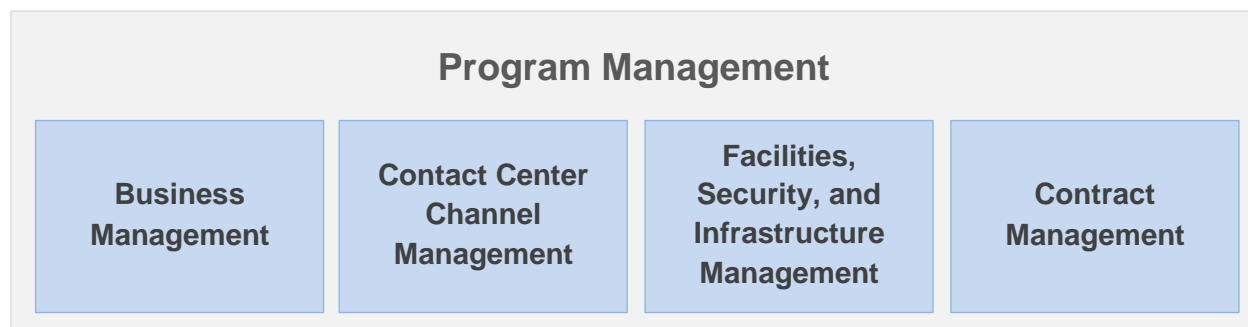 Program Management
Business
Management
Contact Center
Channel
Management
Facilities,
Security, and
Infrastructure
Management
Contract
Management